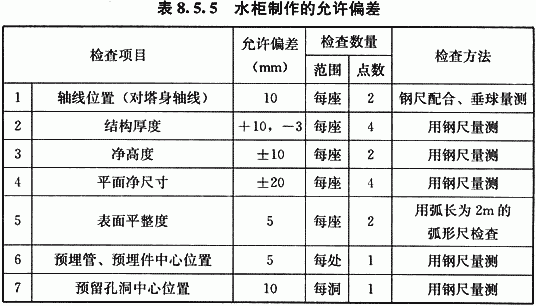 表 8.5.5 水柜制作的允许偏差
检查项目 允许偏差（mm） 检查数量 检查方法
范围 点数
1 轴线位置（对塔身轴线） 10 每座 2 钢尺配合、垂球量测
2 结构厚度 +10，-3 每座 4 用钢尺量测
3 净高度 ±10 每座 2 用钢尺量测
4 平面净尺寸 ±20 每座 4 用钢尺量测
5 表面平整度 5 每座 2 用弧长为2m的弧形尺检查
6 预埋管、预埋件中心位置 5 每处 1 用钢尺量测
7 预留孔洞中心位置 10 每洞 1 用钢尺量测